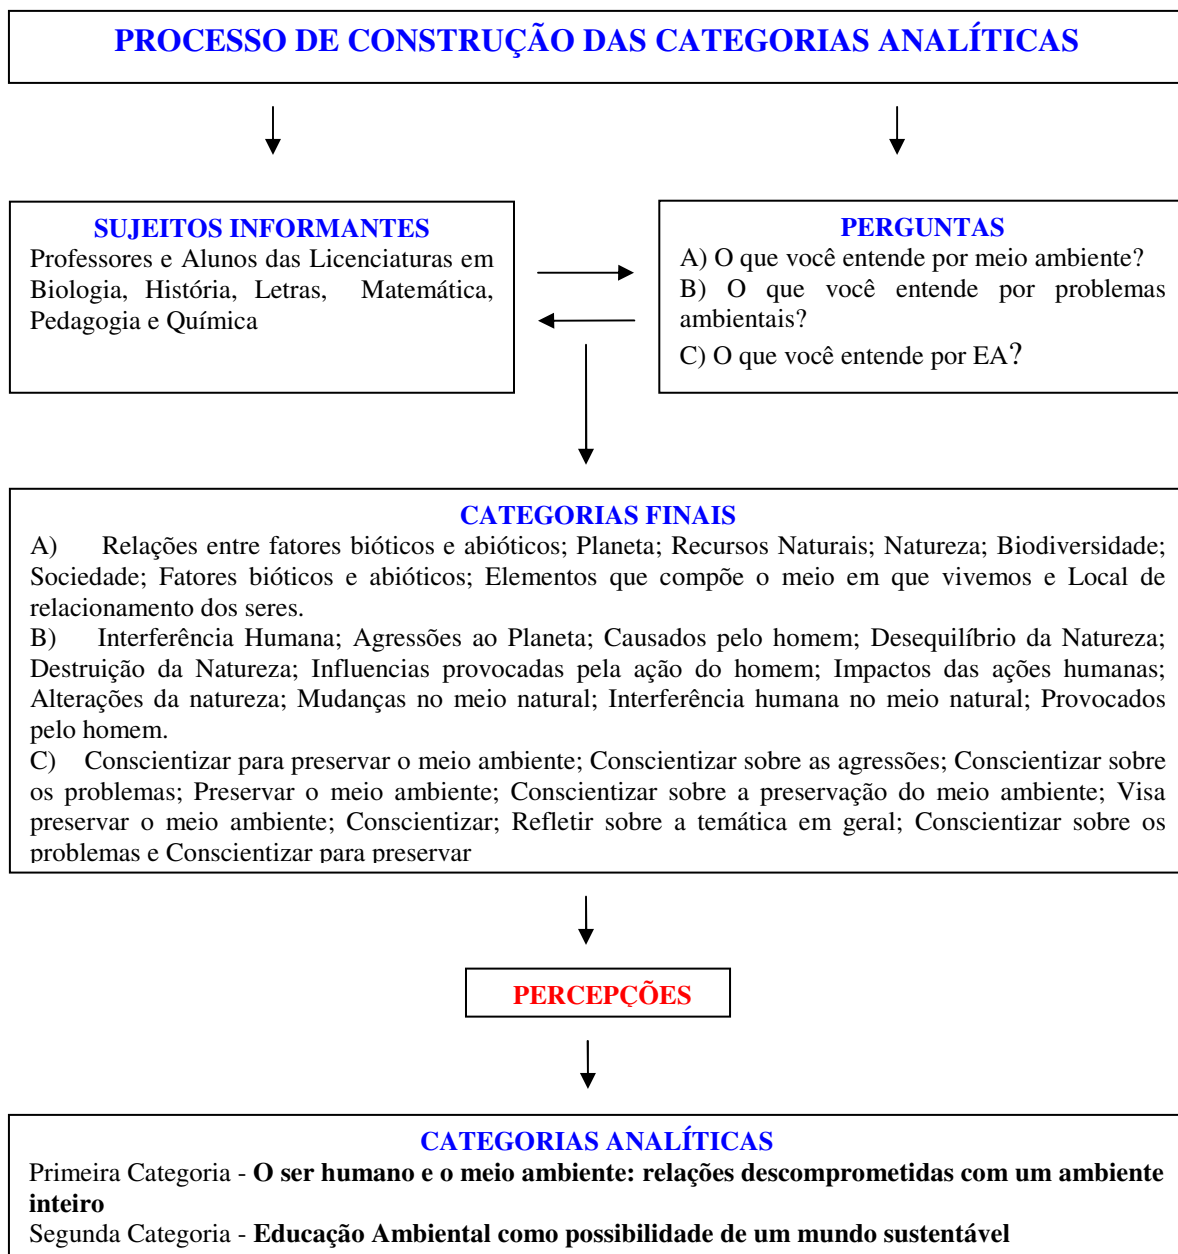 PROCESSO DE CONSTRUÇÃO DAS CATEGORIAS ANALÍTICAS
SUJEITOS INFORMANTES
Professores e Alunos das Licenciaturas em
Biologia, História, Letras, Matemática,
Pedagogia e Química
PERGUNTAS
A) O que você entende por meio ambiente?
B) O que você entende por problemas
ambientais?
C) O que você entende por EA?
CATEGORIAS FINAIS
A) Relações entre fatores bióticos e abióticos; Planeta; Recursos Naturais; Natureza; Biodiversidade;
Sociedade; Fatores bióticos e abióticos; Elementos que compõe o meio em que vivemos e Local de
relacionamento dos seres.
B) Interferência Humana; Agressões ao Planeta; Causados pelo homem; Desequilíbrio da Natureza;
Destruição da Natureza; Influencias provocadas pela ação do homem; Impactos das ações humanas;
Alterações da natureza; Mudanças no meio natural; Interferência humana no meio natural; Provocados
pelo homem.
C) Conscientizar para preservar o meio ambiente; Conscientizar sobre as agressões; Conscientizar sobre
os problemas; Preservar o meio ambiente; Conscientizar sobre a preservação do meio ambiente; Visa
preservar o meio ambiente; Conscientizar; Refletir sobre a temática em geral; Conscientizar sobre os
problemas e Conscientizar para preservar
PERCEPÇÕES
CATEGORIAS ANALÍTICAS
Primeira Categoria - O ser humano e o meio ambiente: relações descomprometidas com um ambiente
inteiro
Segunda Categoria - Educação Ambiental como possibilidade de um mundo sustentável